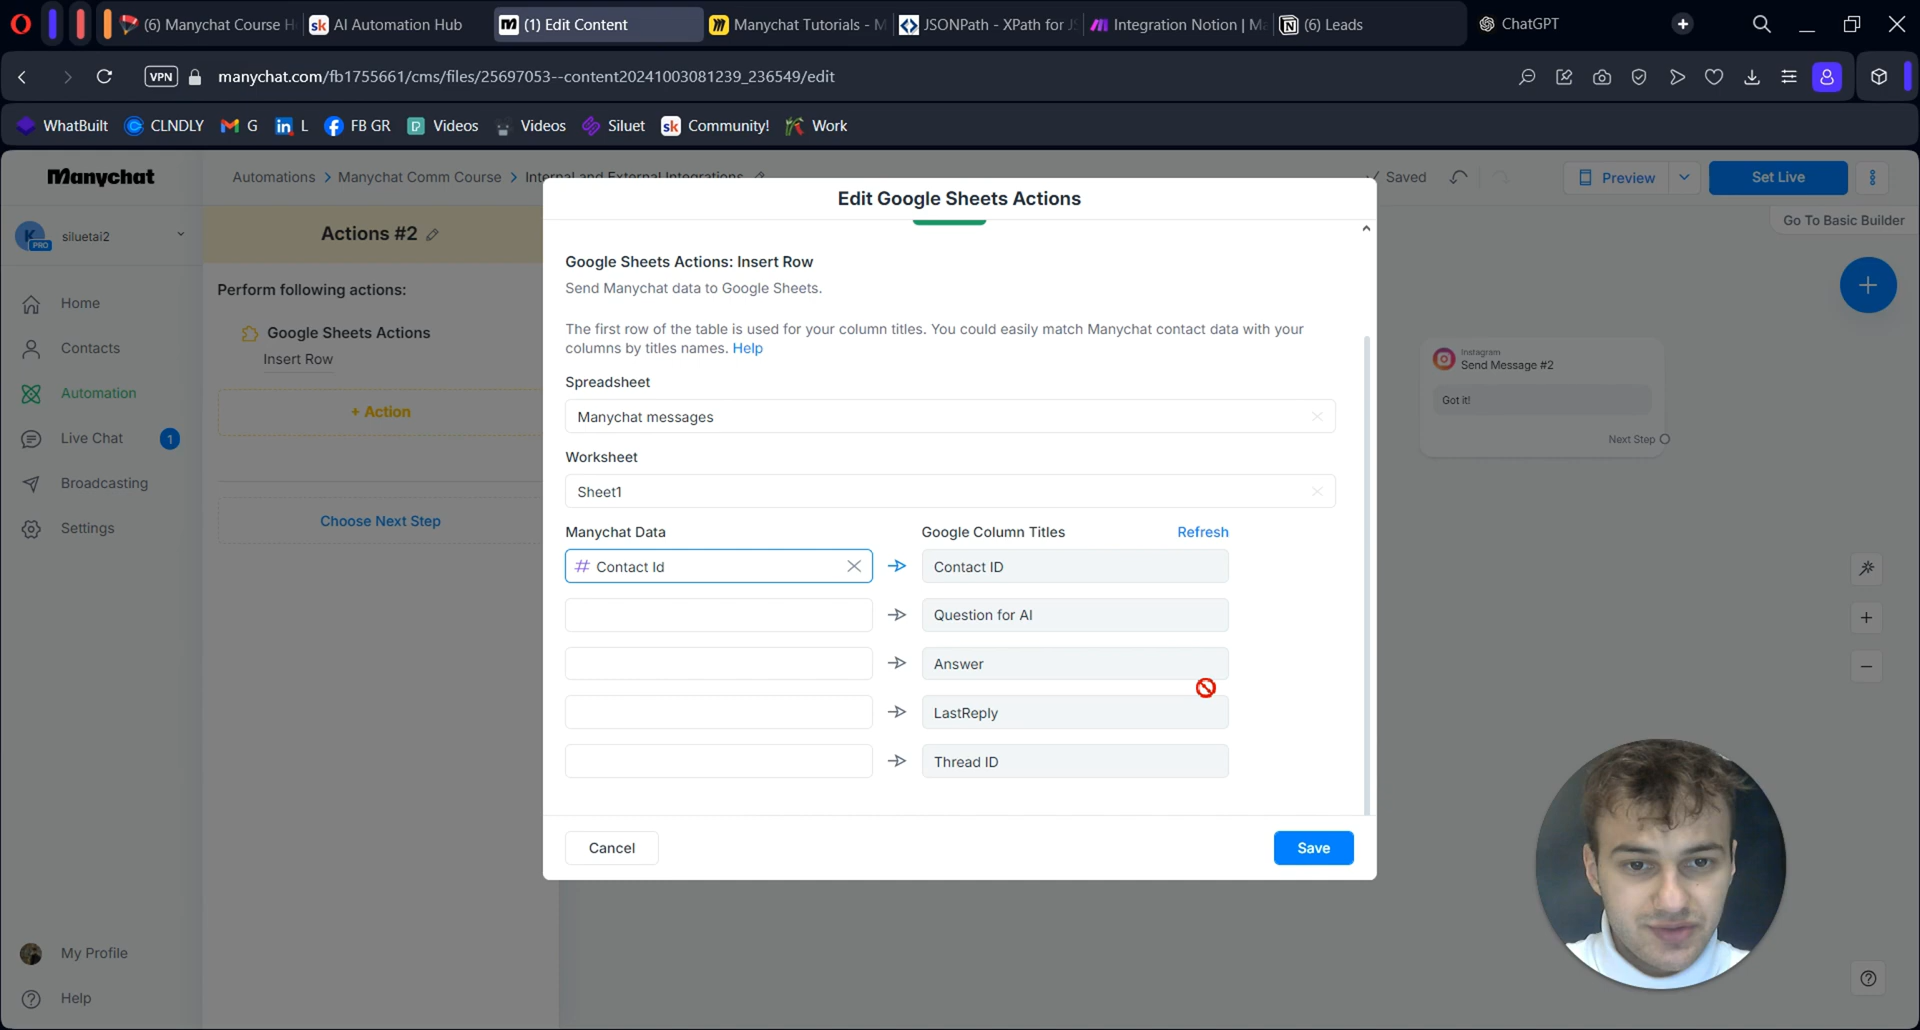 (6) Manychat Course H
AI Automation Hub
(1) Edit Content
Manychat Tutorials - M
JSONPath - XPath for JS
Integration Notion | Ma
(6) Leads
ChatGPT
VPN
manychat.com/fb1755661/cms/files/25697053--content20241003081239_236549/edit
WhatBuilt
CLNDLY
G
L
FB GR
Videos
Videos
Siluet
Community!
Work
Manychat
Automations > Manychat Comm Course > Internal and External Integrations
Saved
Preview
Set Live
Go To Basic Builder
siluetai2
PRO
Home
Contacts
Automation
Live Chat
1
Broadcasting
Settings
My Profile
Help
Actions #2
Perform following actions:
Google Sheets Actions
Insert Row
+ Action
Choose Next Step
Edit Google Sheets Actions
Google Sheets Actions: Insert Row
Send Manychat data to Google Sheets.
The first row of the table is used for your column titles. You could easily match Manychat contact data with your
columns by titles names. Help
Spreadsheet
Manychat messages
Worksheet
Sheet1
Manychat Data
Google Column Titles
Refresh
# Contact Id
Contact ID
Question for AI
Answer
LastReply
Thread ID
Cancel
Save
Instagram
Send Message #2
Got it!
Next Step